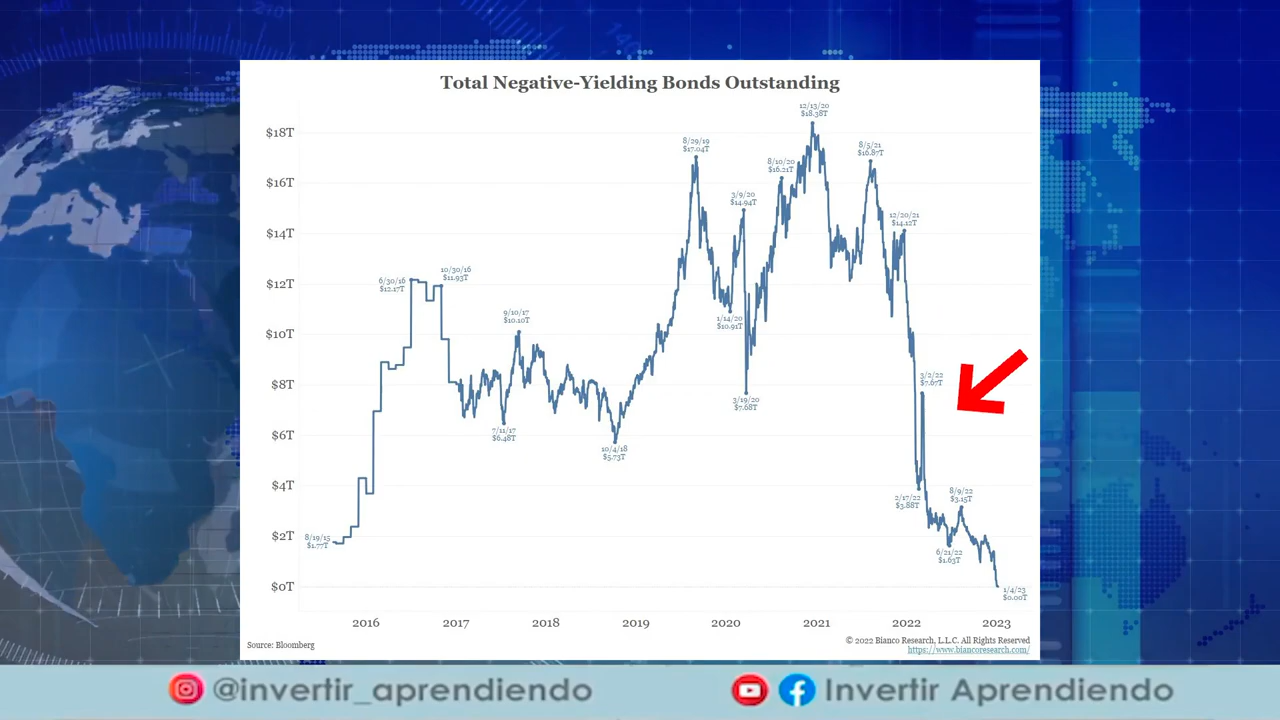 Total Negative-Yielding Bonds Outstanding
$18T
$16T
$14T
$12T
$10T
$8T
$6T
$4T
$2T
$0T
8/19/15
$1.77T
6/30/16
$12.17T
10/30/16
$11.93T
7/11/17
$6.48T
9/10/17
$10.10T
10/4/18
$5.73T
8/29/19
$17.04T
1/14/20
$10.91T
3/9/20
$14.94T
3/19/20
$7.68T
8/10/20
$16.21T
12/13/20
$18.38T
8/5/21
$16.87T
12/20/21
$14.12T
2/17/22
$3.88T
3/2/22
$7.67T
6/21/22
$1.63T
8/9/22
$3.15T
1/4/23
$0.00T
2016 2017 2018 2019 2020 2021 2022 2023
Source: Bloomberg
© 2022 Bianco Research, L.L.C. All Rights Reserved
https://www.biancoresearch.com/
@invertir_aprendiendo
Invertir Aprendiendo